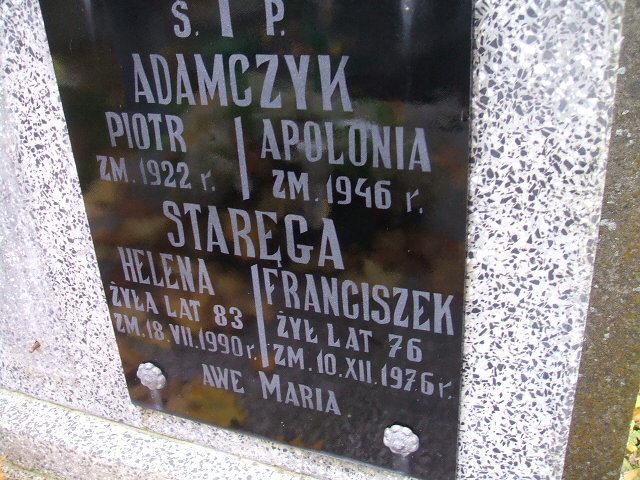 Ś. † P.
ADAMCZYK
PIOTR
ZM. 1922 r.
APOLONIA
ZM. 1946 r.
STARĘGA
HELENA
ŻYŁA LAT 83
ZM. 18.VII.1990 r.
FRANCISZEK
ŻYŁ LAT 76
ZM. 10.XII.1976 r.
AWE MARIA